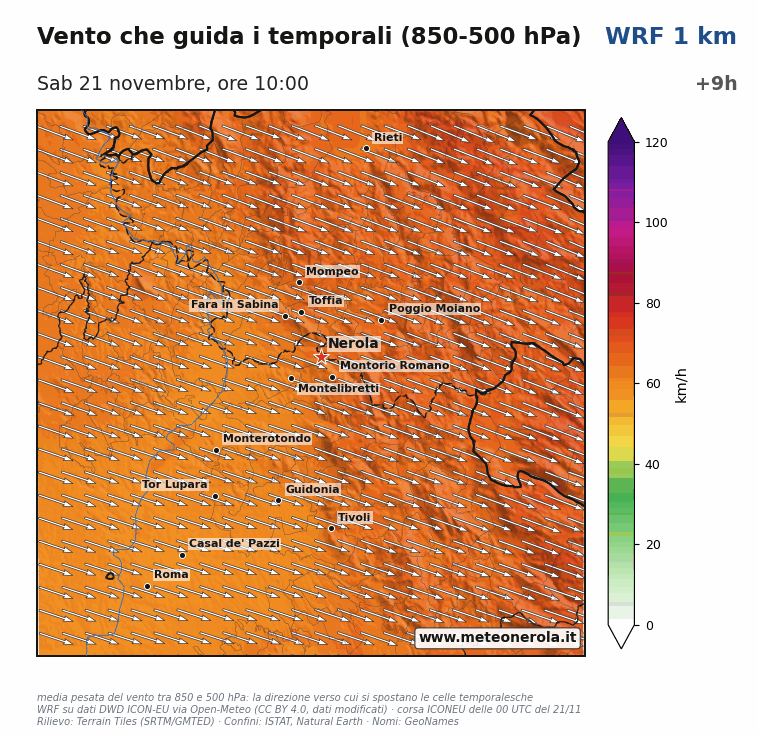 Vento che guida i temporali (850-500 hPa) WRF 1 km
Sab 21 novembre, ore 10:00 +9h
Rieti
Mompeo
Fara in Sabina
Toffia
Poggio Moiano
Nerola
Montorio Romano
Montelibretti
Monterotondo
Tor Lupara
Guidonia
Tivoli
Casal de' Pazzi
Roma
www.meteonerola.it
120
100
80
60
40
20
0
km/h
media pesata del vento tra 850 e 500 hPa: la direzione verso cui si spostano le celle temporalesche
WRF su dati DWD ICON-EU via Open-Meteo (CC BY 4.0, dati modificati) · corsa ICONEU delle 00 UTC del 21/11
Rilievo: Terrain Tiles (SRTM/GMTED) · Confini: ISTAT, Natural Earth · Nomi: GeoNames